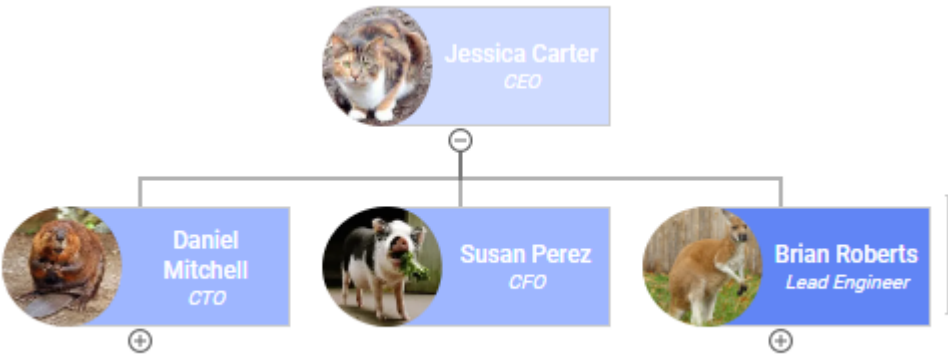 Jessica Carter
CEO
Daniel
Mitchell
CTO
Susan Perez
CFO
Brian Roberts
Lead Engineer